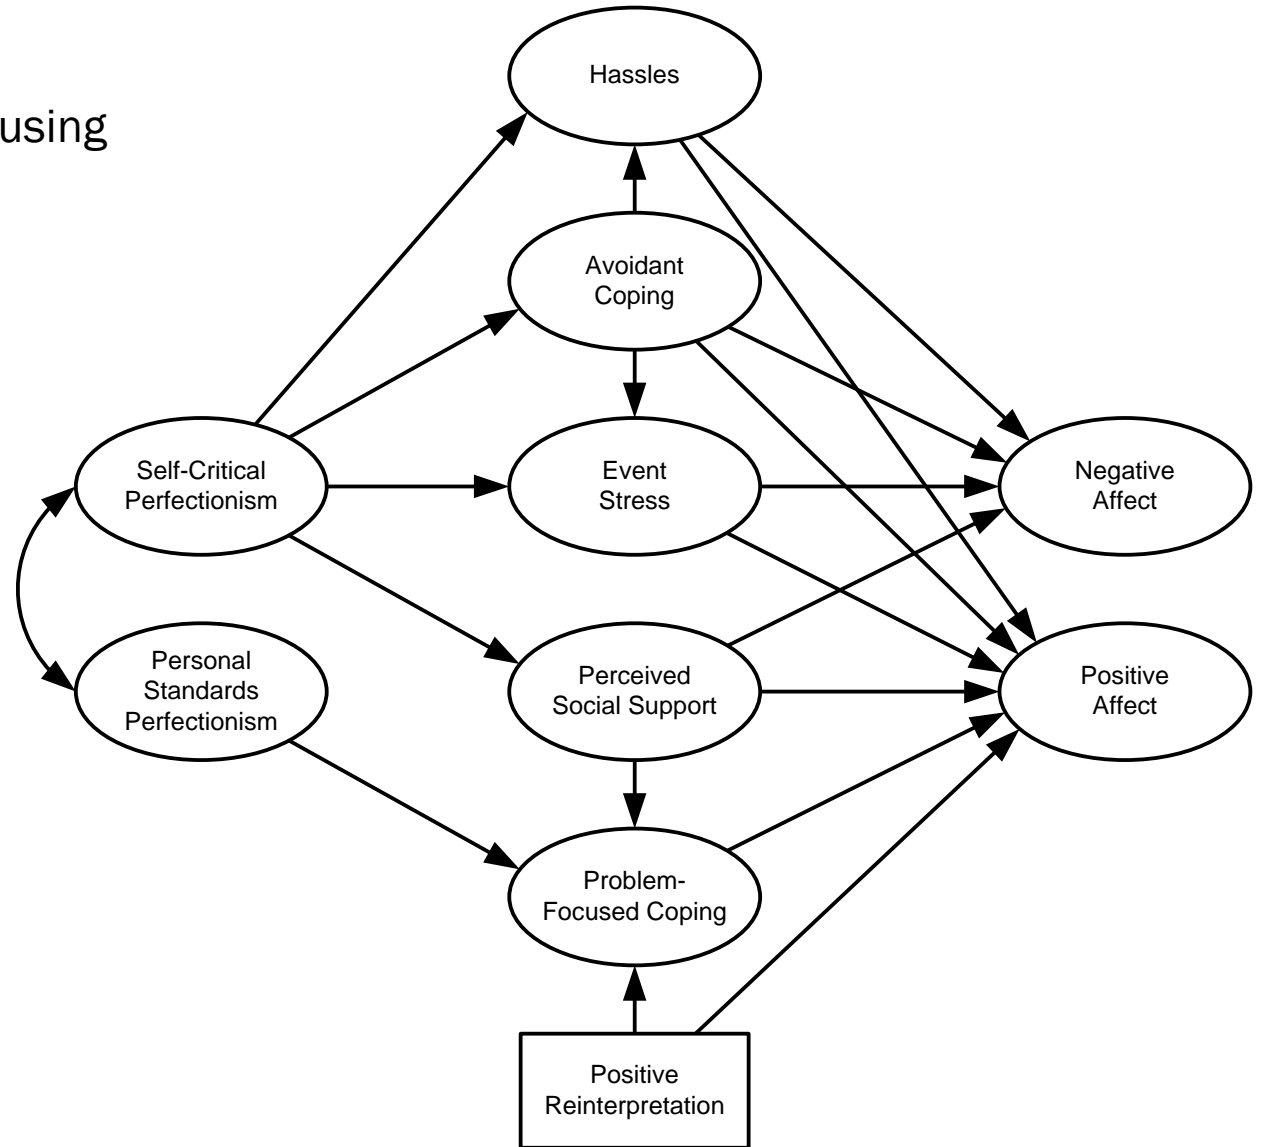 using
Hassles
Avoidant
Coping
Self-Critical
Perfectionism
Event
Stress
Negative
Affect
Personal
Standards
Perfectionism
Perceived
Social Support
Positive
Affect
Problem-
Focused Coping
Positive
Reinterpretation